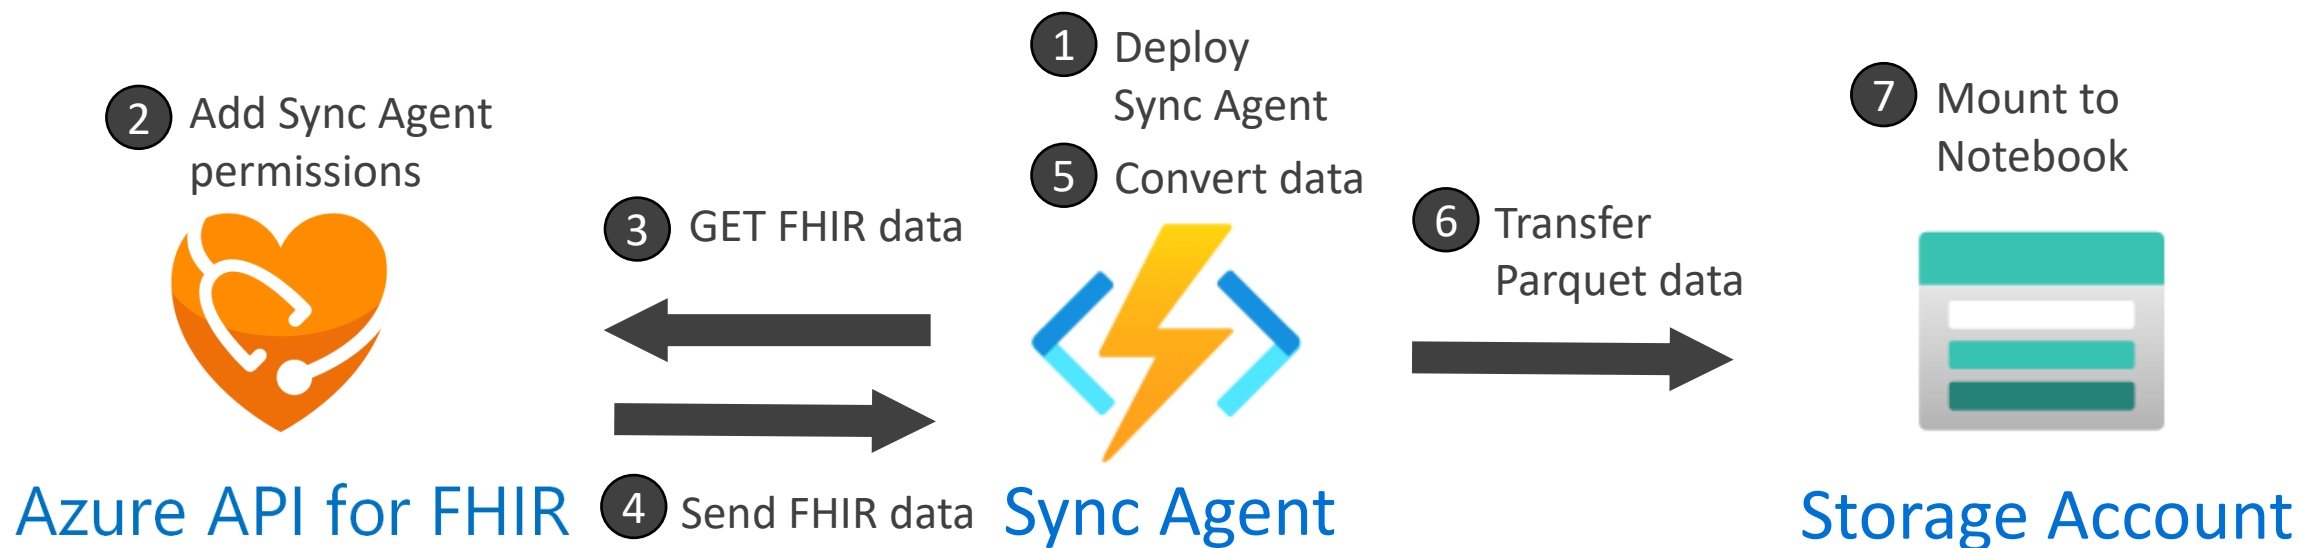 1 Deploy
Sync Agent
2 Add Sync Agent
permissions
3 GET FHIR data
4 Send FHIR data
5 Convert data
6 Transfer
Parquet data
7 Mount to
Notebook
Azure API for FHIR
Sync Agent
Storage Account